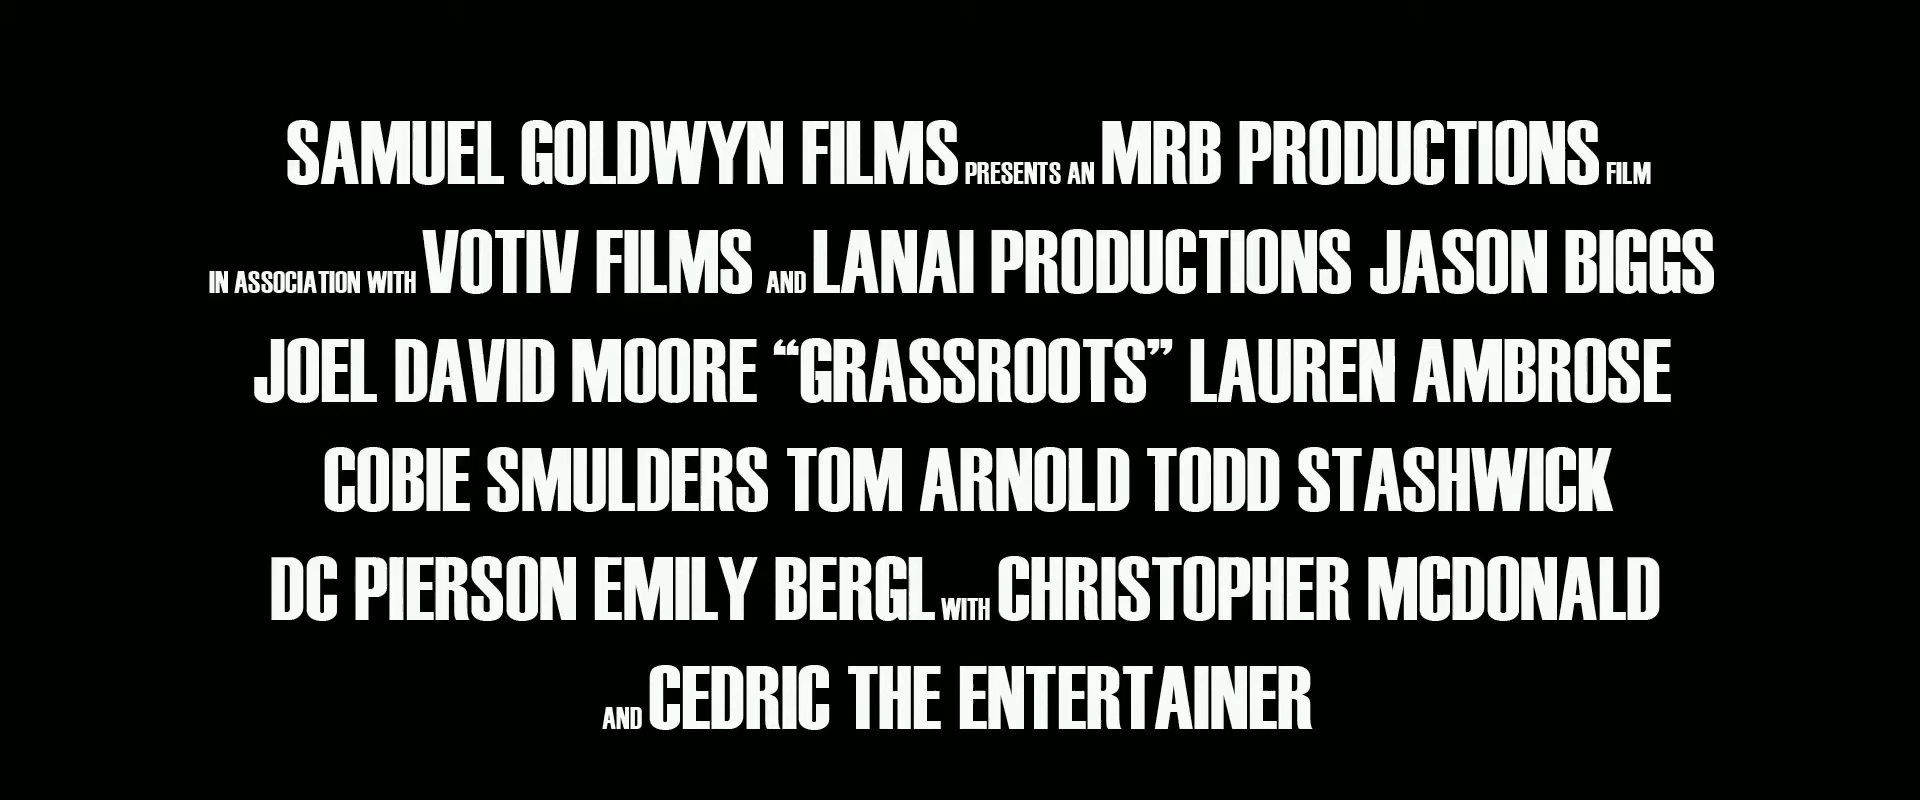 SAMUEL GOLDWYN FILMS PRESENTS AN MRB PRODUCTIONS FILM
IN ASSOCIATION WITH VOTIV FILMS AND LANAI PRODUCTIONS JASON BIGGS
JOEL DAVID MOORE “GRASSROOTS” LAUREN AMBROSE
COBIE SMULDERS TOM ARNOLD TODD STASHWICK
DC PIERSON EMILY BERGL WITH CHRISTOPHER MCDONALD
AND CEDRIC THE ENTERTAINER